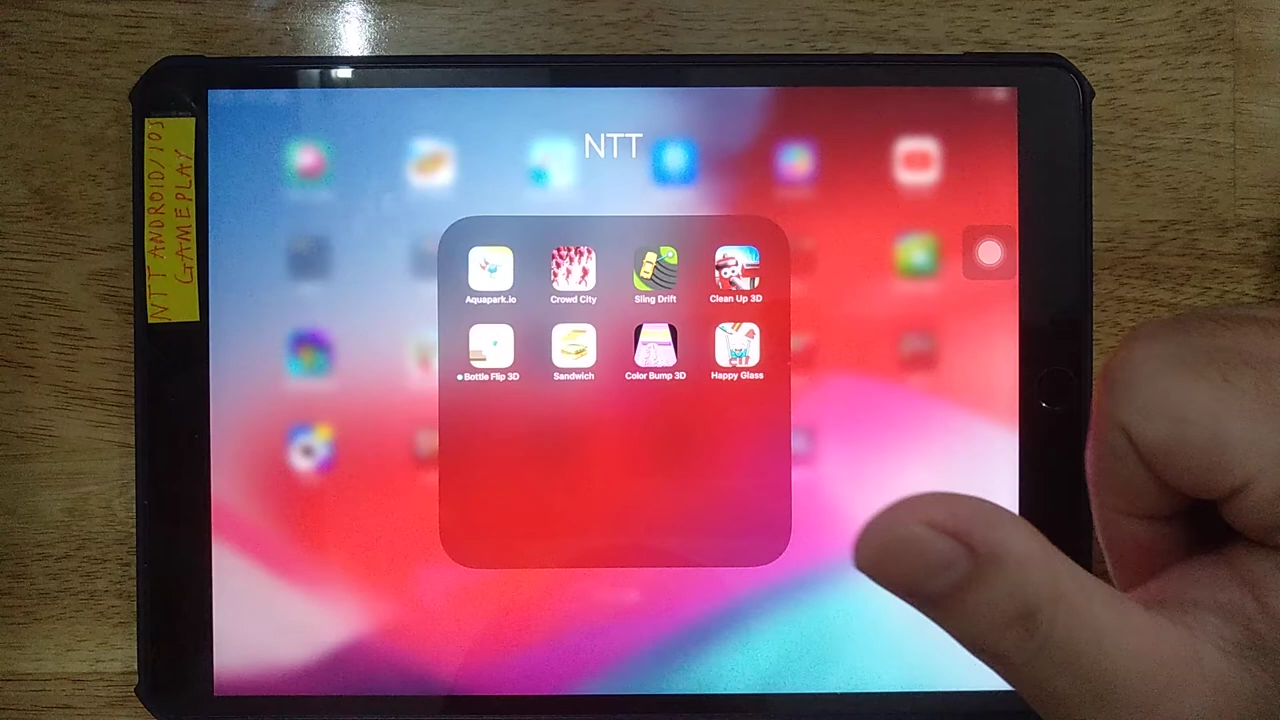 NTT ANDROID/IOS
GAMEPLAY
NTT
Aquapark.io
Crowd City
Sling Drift
Clean Up 3D
Bottle Flip 3D
Sandwich
Color Bump 3D
Happy Glass